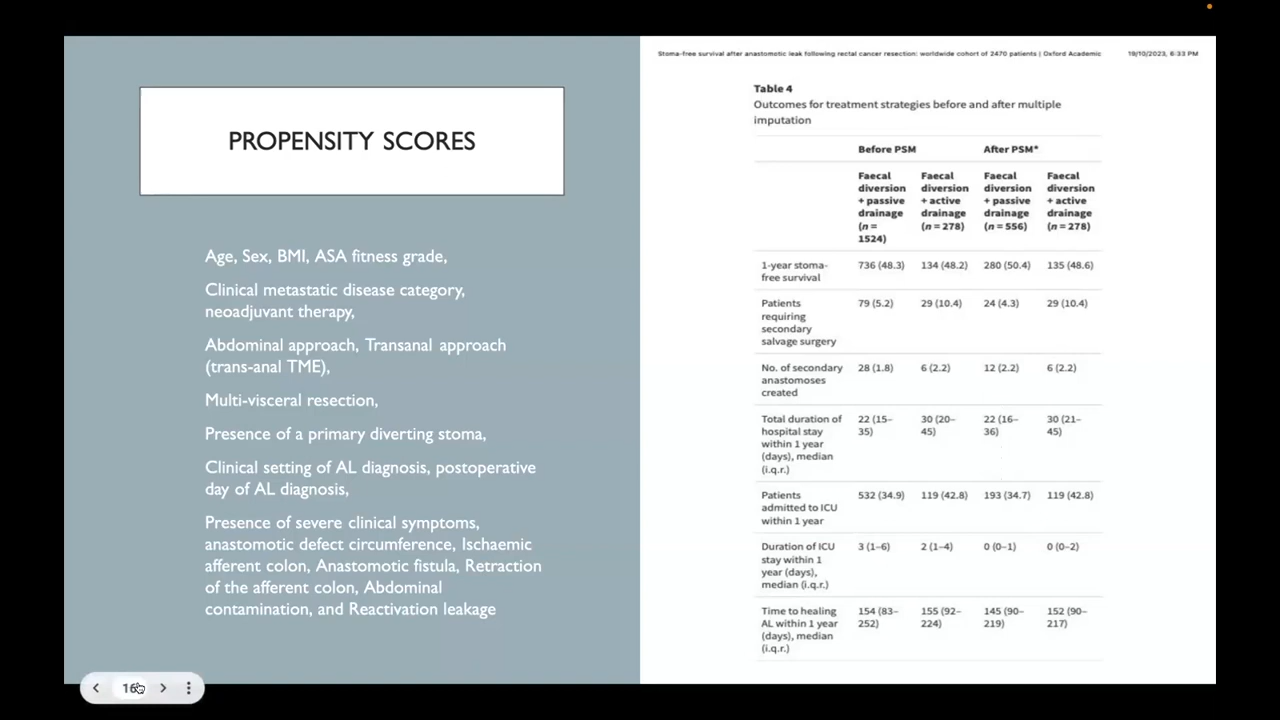 PROPENSITY SCORES
Age, Sex, BMI, ASA fitness grade,
Clinical metastatic disease category,
neoadjuvant therapy,
Abdominal approach, Transanal approach
(trans-anal TME),
Multi-visceral resection,
Presence of a primary diverting stoma,
Clinical setting of AL diagnosis, postoperative
day of AL diagnosis,
Presence of severe clinical symptoms,
anastomotic defect circumference, Ischaemic
afferent colon, Anastomotic fistula, Retraction
of the afferent colon, Abdominal
contamination, and Reactivation leakage
Stoma-free survival after anastomotic leak following rectal cancer resection: worldwide cohort of 2470 patients | Oxford Academic 19/10/2023, 6:33 PM
Table 4
Outcomes for treatment strategies before and after multiple
imputation
Before PSM After PSM*
Faecal Faecal Faecal Faecal
diversion diversion diversion diversion
+ passive + active + passive + active
drainage drainage drainage drainage
(n = (n = 278) (n = 556) (n = 278)
1524)
1-year stoma- 736 (48.3) 134 (48.2) 280 (50.4) 135 (48.6)
free survival
Patients 79 (5.2) 29 (10.4) 24 (4.3) 29 (10.4)
requiring
secondary
salvage surgery
No. of secondary 28 (1.8) 6 (2.2) 12 (2.2) 6 (2.2)
anastomoses
created
Total duration of 22 (15– 30 (20– 22 (16– 30 (21–
hospital stay 35) 45) 36) 45)
within 1 year
(days), median
(i.q.r.)
Patients 532 (34.9) 119 (42.8) 193 (34.7) 119 (42.8)
admitted to ICU
within 1 year
Duration of ICU 3 (1–6) 2 (1–4) 0 (0–1) 0 (0–2)
stay within 1
year (days),
median (i.q.r.)
Time to healing 154 (83– 155 (92– 145 (90– 152 (90–
AL within 1 year 252) 224) 219) 217)
(days), median
(i.q.r.)
16